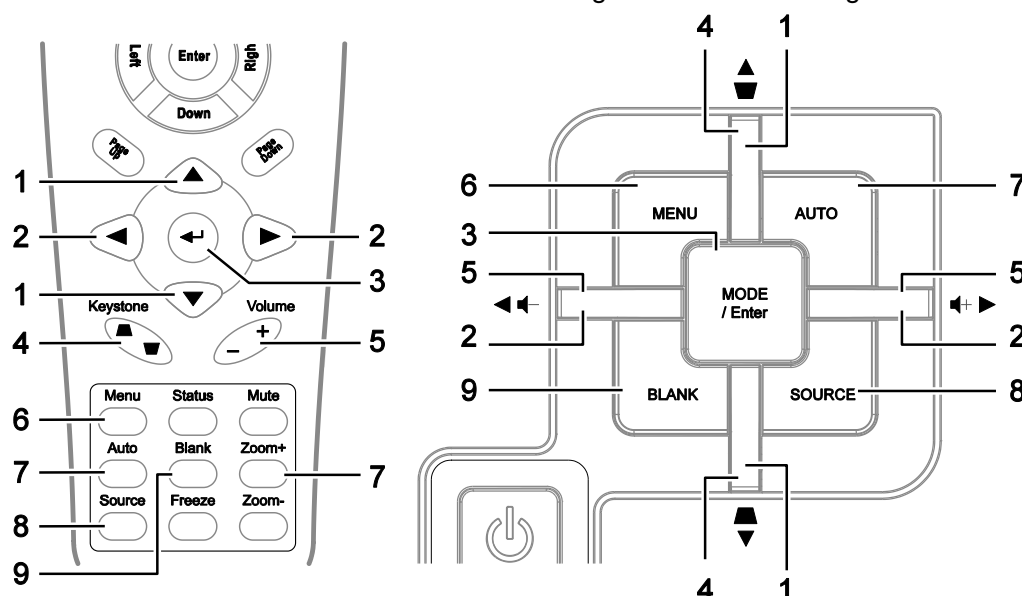 4 1
Left Enter Righ
Down
Page Up
Page Down
1
6 7
MENU AUTO
2 2
3
3
5 5
1
MODE
/ Enter
Keystone Volume
4 + 5
−
2 2
9 8
BLANK SOURCE
Menu Status Mute
6
Auto Blank Zoom+
7 7
4 1
Source Freeze Zoom-
8
9
4 1